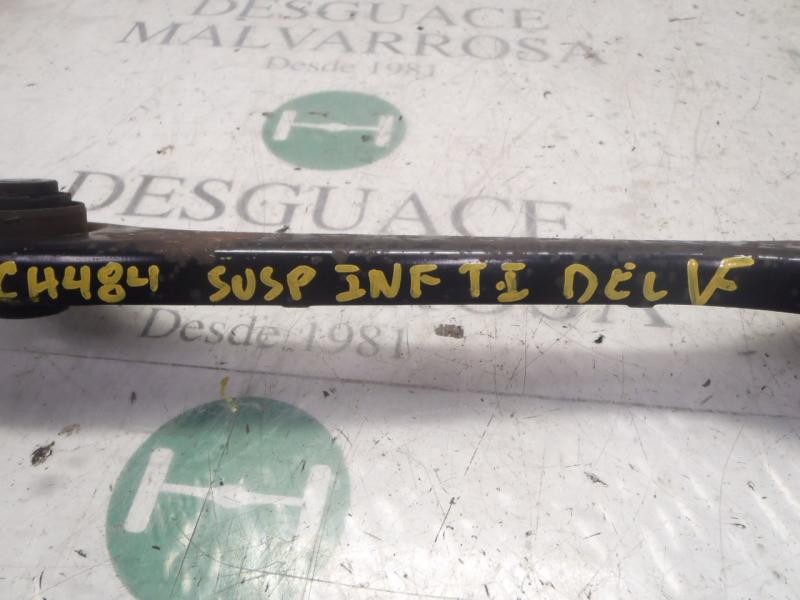 DESGUACE
MALVARROSA
Desde 1981
DESGUACE
CH484 SUSP INF T.I DEL V
Desde 1981